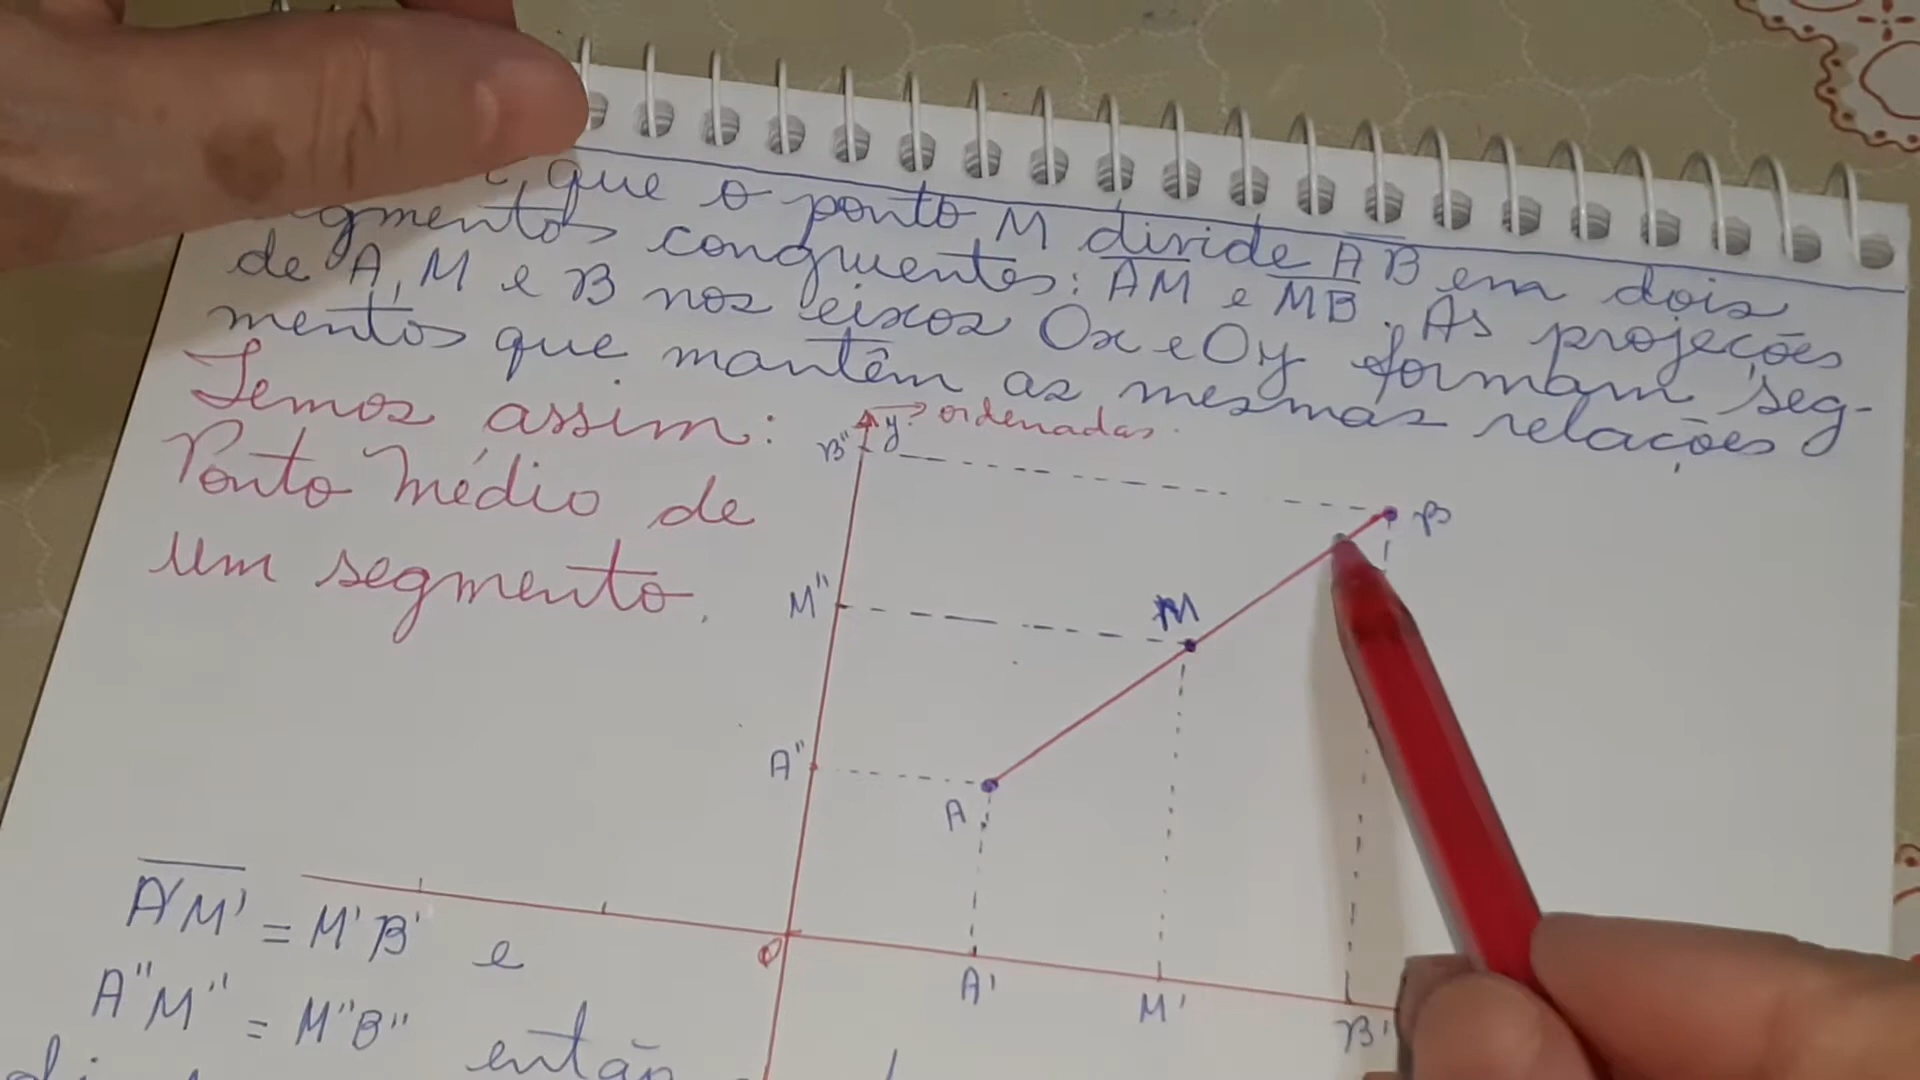 que o ponto M divide AB em dois
segmentos congruentes: AM e MB. As projeções
de A, M e B nos eixos Ox e Oy formam seg-
mentos que mantêm as mesmas relações
Temos assim:
Ponto médio de
um segmento.
B" y → ordenadas
B
M" M
A"
A
O
A' M' B'
A'M' = M'B' e
A"M" = M"B" então